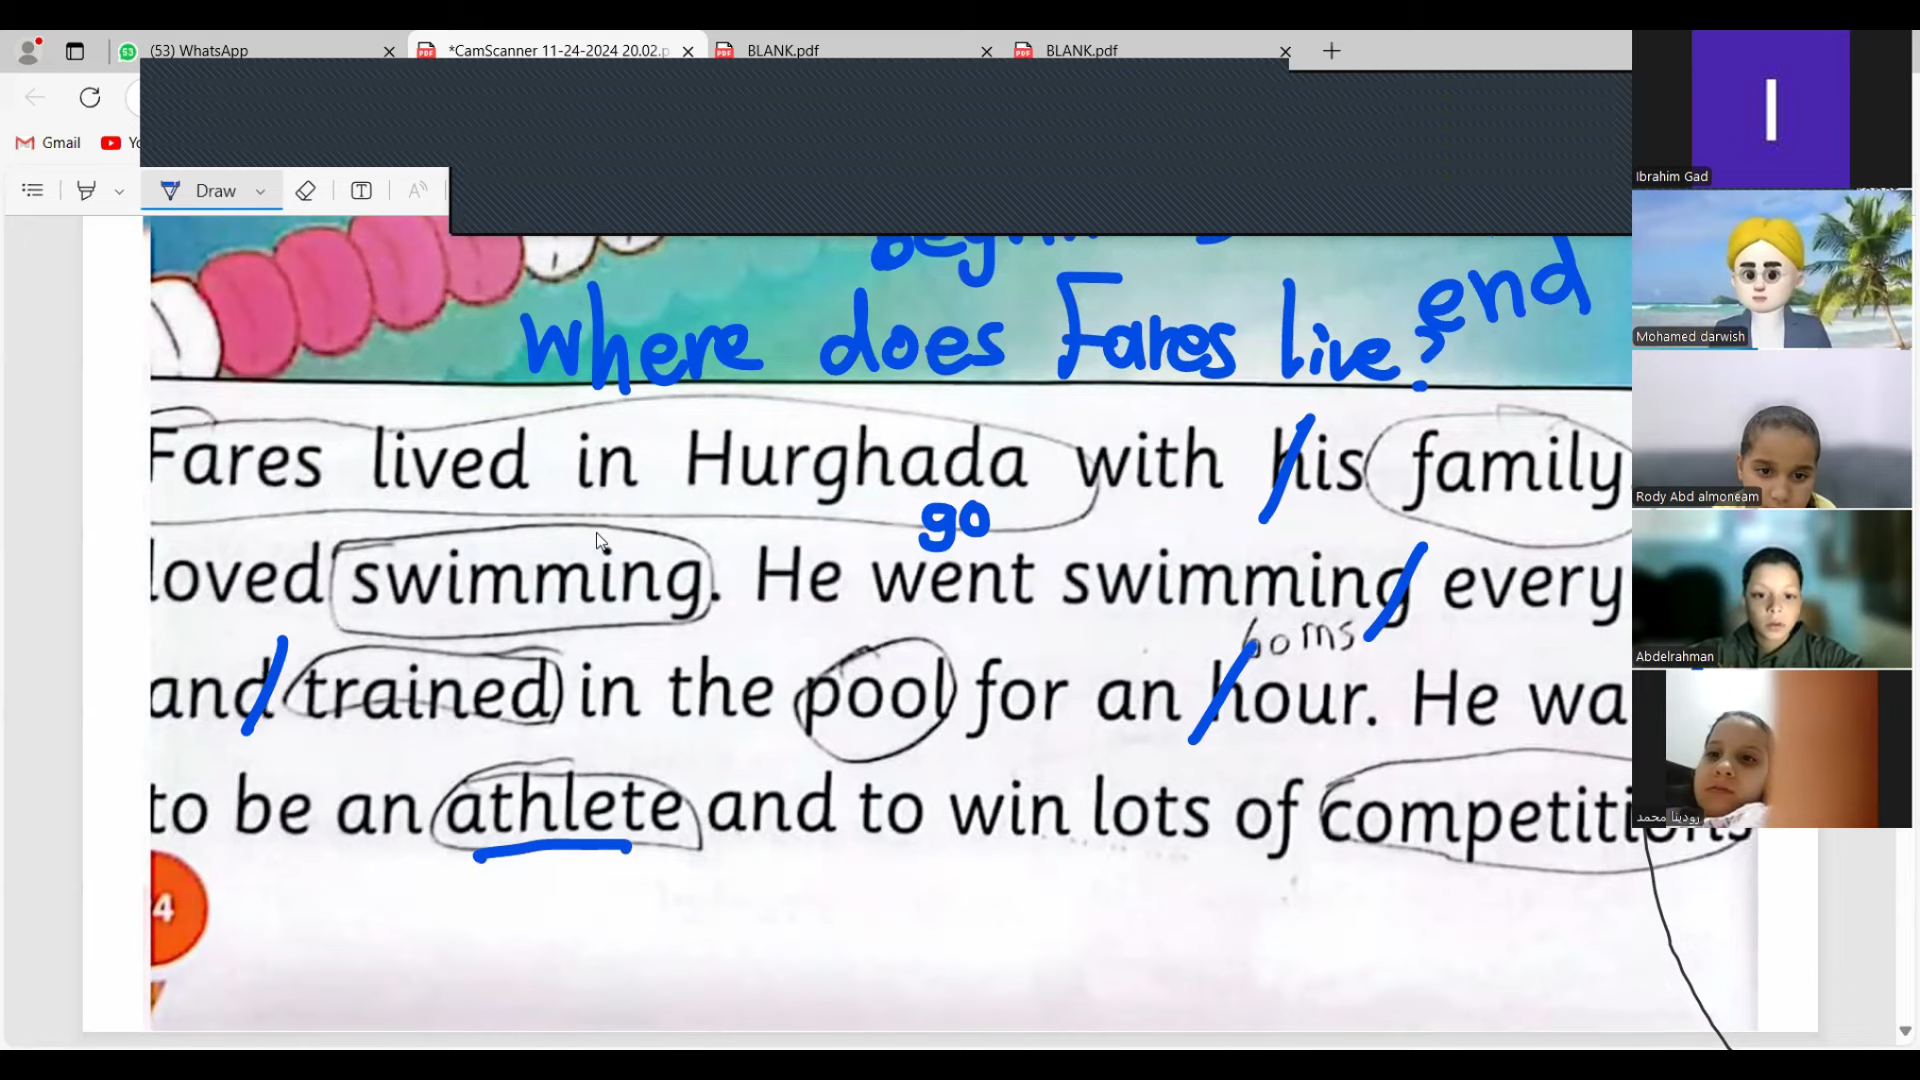 (53) WhatsApp
*CamScanner 11-24-2024 20.02.p
BLANK.pdf
BLANK.pdf
Gmail
Draw
end
Where does Fares live?
Fares lived in Hurghada with his family
go
loved swimming. He went swimming every
and trained in the pool for an hour. He wa
to be an athlete and to win lots of competitions
4
I
Ibrahim Gad
Mohamed darwish
Rody Abd almoneam
Abdelrahman
رودينا محمد